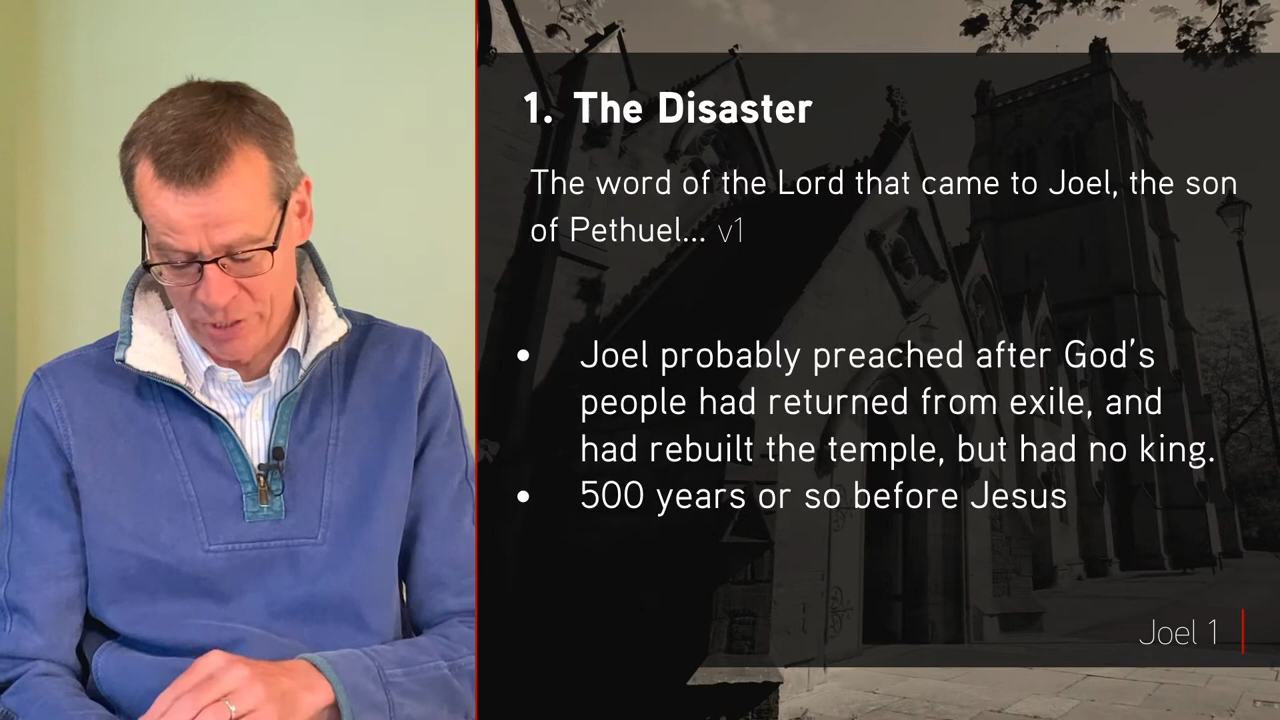 1. The Disaster
The word of the Lord that came to Joel, the son
of Pethuel... v1
• Joel probably preached after God's
people had returned from exile, and
had rebuilt the temple, but had no king.
• 500 years or so before Jesus
Joel 1